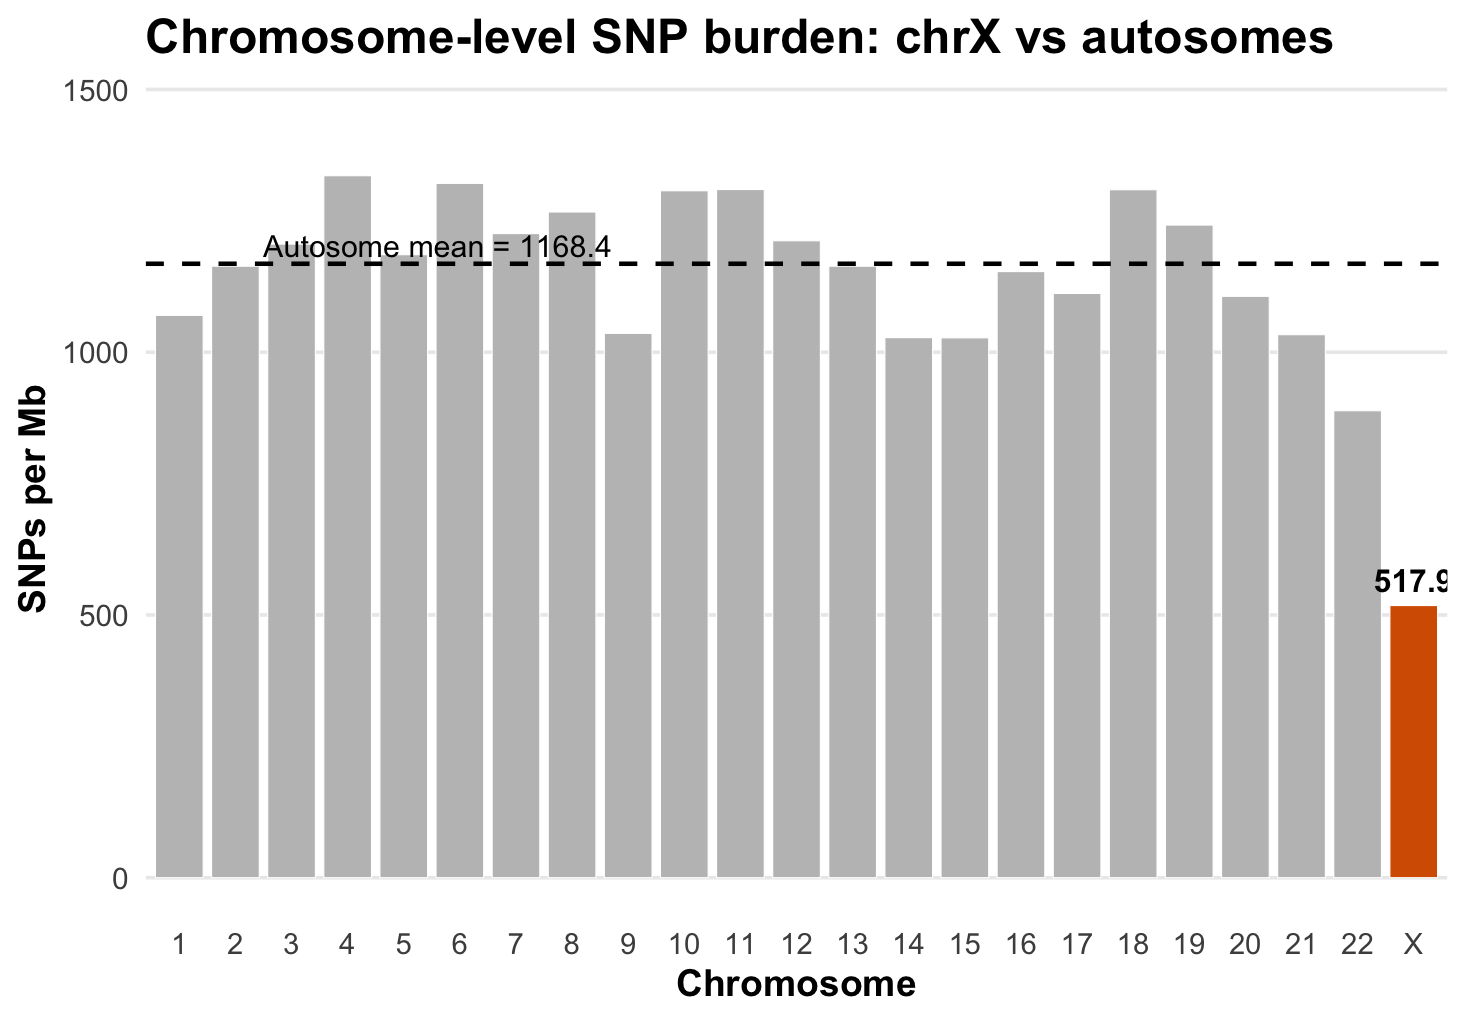 Chromosome-level SNP burden: chrX vs autosomes
1500
Autosome mean = 1168.4
1000
517.9
500
0
SNPs per Mb
1 2 3 4 5 6 7 8 9 10 11 12 13 14 15 16 17 18 19 20 21 22 X
Chromosome